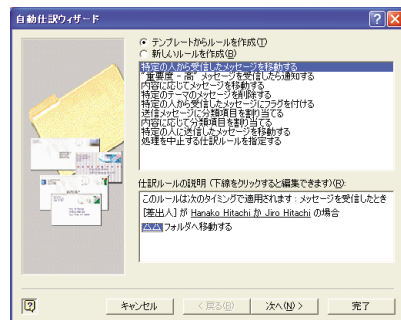 自動仕訳ウィザード
テンプレートからルールを作成(T)
新しいルールを作成(B)
特定の人から受信したメッセージを移動する
"重要度 - 高" メッセージを受信したら通知する
内容に応じてメッセージを移動する
特定のテーマのメッセージを削除する
特定の人から受信したメッセージにフラグを付ける
送信メッセージに分類項目を割り当てる
内容に応じて分類項目を割り当てる
特定の人に送信したメッセージを移動する
処理を中止する仕訳ルールを指定する
仕訳ルールの説明 (下線をクリックすると編集できます)(R):
このルールは次のタイミングで適用されます : メッセージを受信したとき
[差出人] が Hanako Hitachi か Jiro Hitachi の場合
△△フォルダへ移動する
キャンセル
< 戻る(B)
次へ(N) >
完了